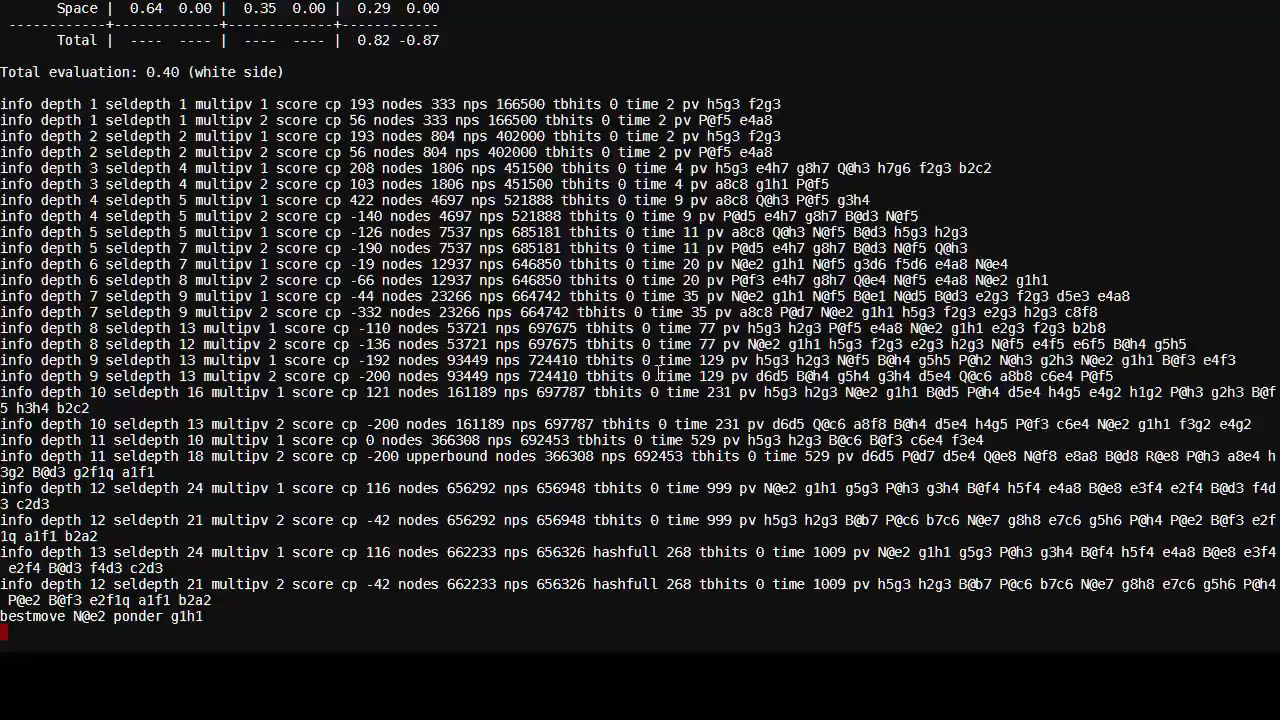 Space |  0.64  0.00 |  0.35  0.00 |  0.29  0.00
------------+-------------+-------------+------------
Total |  ----  ---- |  ----  ---- |  0.82 -0.87
Total evaluation: 0.40 (white side)
info depth 1 seldepth 1 multipv 1 score cp 193 nodes 333 nps 166500 tbhits 0 time 2 pv h5g3 f2g3
info depth 1 seldepth 1 multipv 2 score cp 56 nodes 333 nps 166500 tbhits 0 time 2 pv P@f5 e4a8
info depth 2 seldepth 2 multipv 1 score cp 193 nodes 804 nps 402000 tbhits 0 time 2 pv h5g3 f2g3
info depth 2 seldepth 2 multipv 2 score cp 56 nodes 804 nps 402000 tbhits 0 time 2 pv P@f5 e4a8
info depth 3 seldepth 4 multipv 1 score cp 208 nodes 1806 nps 451500 tbhits 0 time 4 pv h5g3 e4h7 g8h7 Q@h3 h7g6 f2g3 b2c2
info depth 3 seldepth 4 multipv 2 score cp 103 nodes 1806 nps 451500 tbhits 0 time 4 pv a8c8 g1h1 P@f5
info depth 4 seldepth 5 multipv 1 score cp 422 nodes 4697 nps 521888 tbhits 0 time 9 pv a8c8 Q@h3 P@f5 g3h4
info depth 4 seldepth 5 multipv 2 score cp -140 nodes 4697 nps 521888 tbhits 0 time 9 pv P@d5 e4h7 g8h7 B@d3 N@f5
info depth 5 seldepth 5 multipv 1 score cp -126 nodes 7537 nps 685181 tbhits 0 time 11 pv a8c8 Q@h3 N@f5 B@d3 h5g3 h2g3
info depth 5 seldepth 5 multipv 2 score cp -190 nodes 7537 nps 685181 tbhits 0 time 11 pv P@d5 e4h7 g8h7 B@d3 N@f5 Q@h3
info depth 6 seldepth 7 multipv 1 score cp -19 nodes 12937 nps 646850 tbhits 0 time 20 pv N@e2 g1h1 N@f5 g3d6 f5d6 e4a8 N@e4
info depth 6 seldepth 8 multipv 2 score cp -66 nodes 12937 nps 646850 tbhits 0 time 20 pv P@f3 e4h7 g8h7 Q@e4 N@f5 e4a8 N@e2 g1h1
info depth 7 seldepth 9 multipv 1 score cp -44 nodes 23266 nps 664742 tbhits 0 time 35 pv N@e2 g1h1 N@f5 B@e1 N@d5 B@d3 e2g3 f2g3 d5e3 e4a8
info depth 7 seldepth 9 multipv 2 score cp -332 nodes 23266 nps 664742 tbhits 0 time 35 pv a8c8 P@d7 N@e2 g1h1 h5g3 f2g3 e2g3 h2g3 c8f8
info depth 8 seldepth 13 multipv 1 score cp -110 nodes 53721 nps 697675 tbhits 0 time 77 pv h5g3 h2g3 P@f5 e4a8 N@e2 g1h1 e2g3 f2g3 b2b8
info depth 8 seldepth 12 multipv 2 score cp -136 nodes 53721 nps 697675 tbhits 0 time 77 pv N@e2 g1h1 h5g3 f2g3 e2g3 h2g3 N@f5 e4f5 e6f5 B@h4 g5h5
info depth 9 seldepth 13 multipv 1 score cp -192 nodes 93449 nps 724410 tbhits 0 time 129 pv h5g3 h2g3 N@f5 B@h4 g5h5 P@h2 N@h3 g2h3 N@e2 g1h1 B@f3 e4f3
info depth 9 seldepth 13 multipv 2 score cp -200 nodes 93449 nps 724410 tbhits 0 time 129 pv d6d5 B@h4 g5h4 g3h4 d5e4 Q@c6 a8b8 c6e4 P@f5
info depth 10 seldepth 16 multipv 1 score cp 121 nodes 161189 nps 697787 tbhits 0 time 231 pv h5g3 h2g3 N@e2 g1h1 B@d5 P@h4 d5e4 h4g5 e4g2 h1g2 P@h3 g2h3 B@f
5 h3h4 b2c2
info depth 10 seldepth 13 multipv 2 score cp -200 nodes 161189 nps 697787 tbhits 0 time 231 pv d6d5 Q@c6 a8f8 B@h4 d5e4 h4g5 P@f3 c6e4 N@e2 g1h1 f3g2 e4g2
info depth 11 seldepth 10 multipv 1 score cp 0 nodes 366308 nps 692453 tbhits 0 time 529 pv h5g3 h2g3 B@c6 B@f3 c6e4 f3e4
info depth 11 seldepth 18 multipv 2 score cp -200 upperbound nodes 366308 nps 692453 tbhits 0 time 529 pv d6d5 P@d7 d5e4 Q@e8 N@f8 e8a8 B@d8 R@e8 P@h3 a8e4 h
3g2 B@d3 g2f1q a1f1
info depth 12 seldepth 24 multipv 1 score cp 116 nodes 656292 nps 656948 tbhits 0 time 999 pv N@e2 g1h1 g5g3 P@h3 g3h4 B@f4 h5f4 e4a8 B@e8 e3f4 e2f4 B@d3 f4d
3 c2d3
info depth 12 seldepth 21 multipv 2 score cp -42 nodes 656292 nps 656948 tbhits 0 time 999 pv h5g3 h2g3 B@b7 P@c6 b7c6 N@e7 g8h8 e7c6 g5h6 P@h4 P@e2 B@f3 e2f
1q a1f1 b2a2
info depth 13 seldepth 24 multipv 1 score cp 116 nodes 662233 nps 656326 hashfull 268 tbhits 0 time 1009 pv N@e2 g1h1 g5g3 P@h3 g3h4 B@f4 h5f4 e4a8 B@e8 e3f4
e2f4 B@d3 f4d3 c2d3
info depth 12 seldepth 21 multipv 2 score cp -42 nodes 662233 nps 656326 hashfull 268 tbhits 0 time 1009 pv h5g3 h2g3 B@b7 P@c6 b7c6 N@e7 g8h8 e7c6 g5h6 P@h4
P@e2 B@f3 e2f1q a1f1 b2a2
bestmove N@e2 ponder g1h1